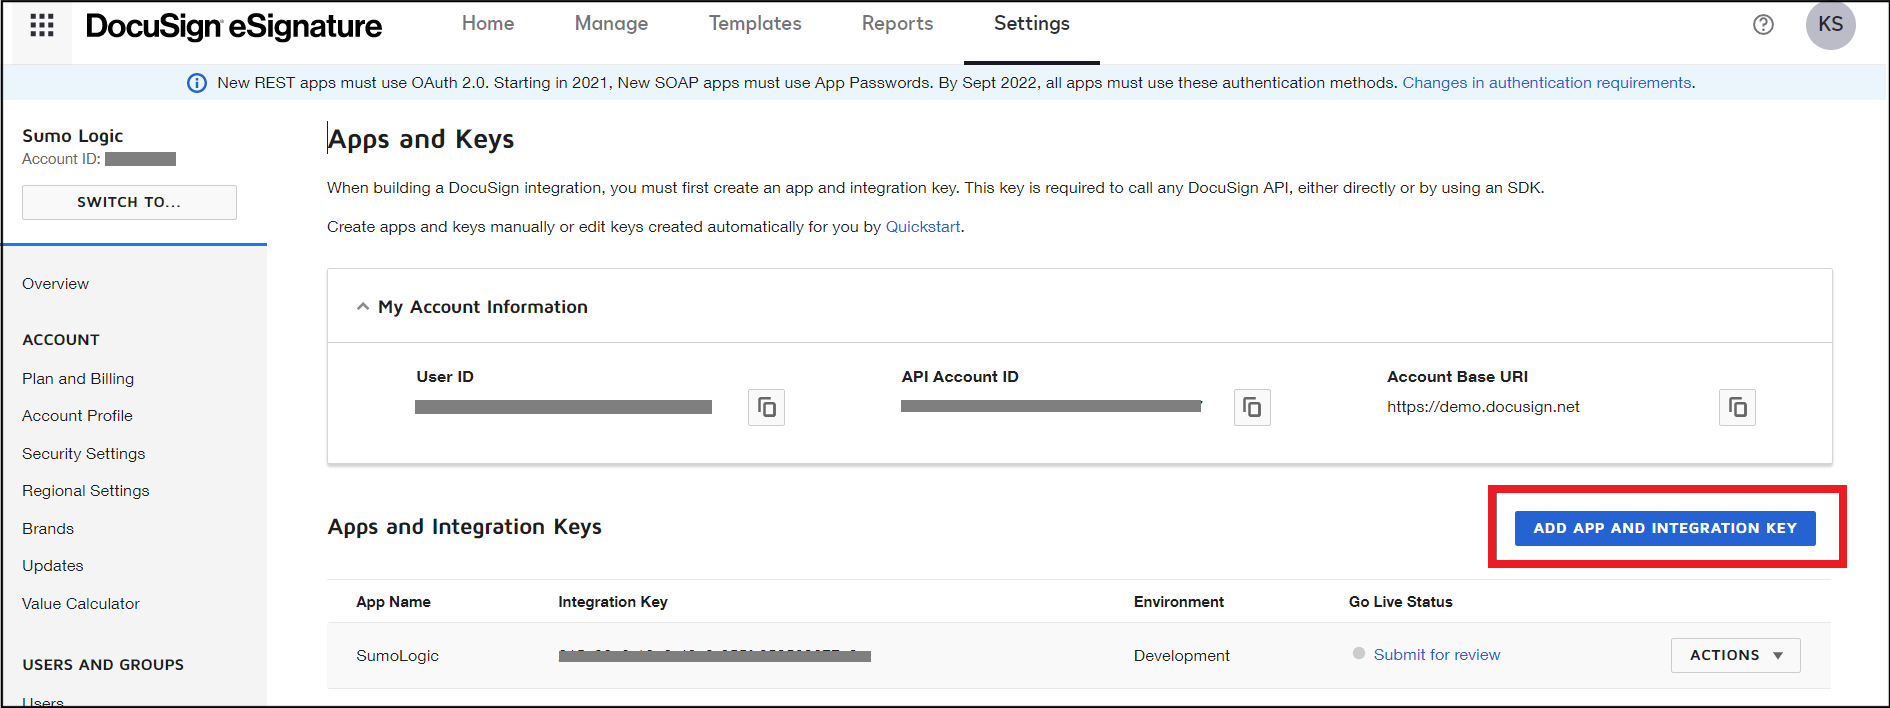 DocuSign eSignature
Home
Manage
Templates
Reports
Settings
KS
New REST apps must use OAuth 2.0. Starting in 2021, New SOAP apps must use App Passwords. By Sept 2022, all apps must use these authentication methods. Changes in authentication requirements.
Sumo Logic
Account ID:
SWITCH TO...
Overview
ACCOUNT
Plan and Billing
Account Profile
Security Settings
Regional Settings
Brands
Updates
Value Calculator
USERS AND GROUPS
Users
Apps and Keys
When building a DocuSign integration, you must first create an app and integration key. This key is required to call any DocuSign API, either directly or by using an SDK.
Create apps and keys manually or edit keys created automatically for you by Quickstart.
My Account Information
User ID
API Account ID
Account Base URI
https://demo.docusign.net
Apps and Integration Keys
ADD APP AND INTEGRATION KEY
App Name
Integration Key
Environment
Go Live Status
SumoLogic
Development
Submit for review
ACTIONS